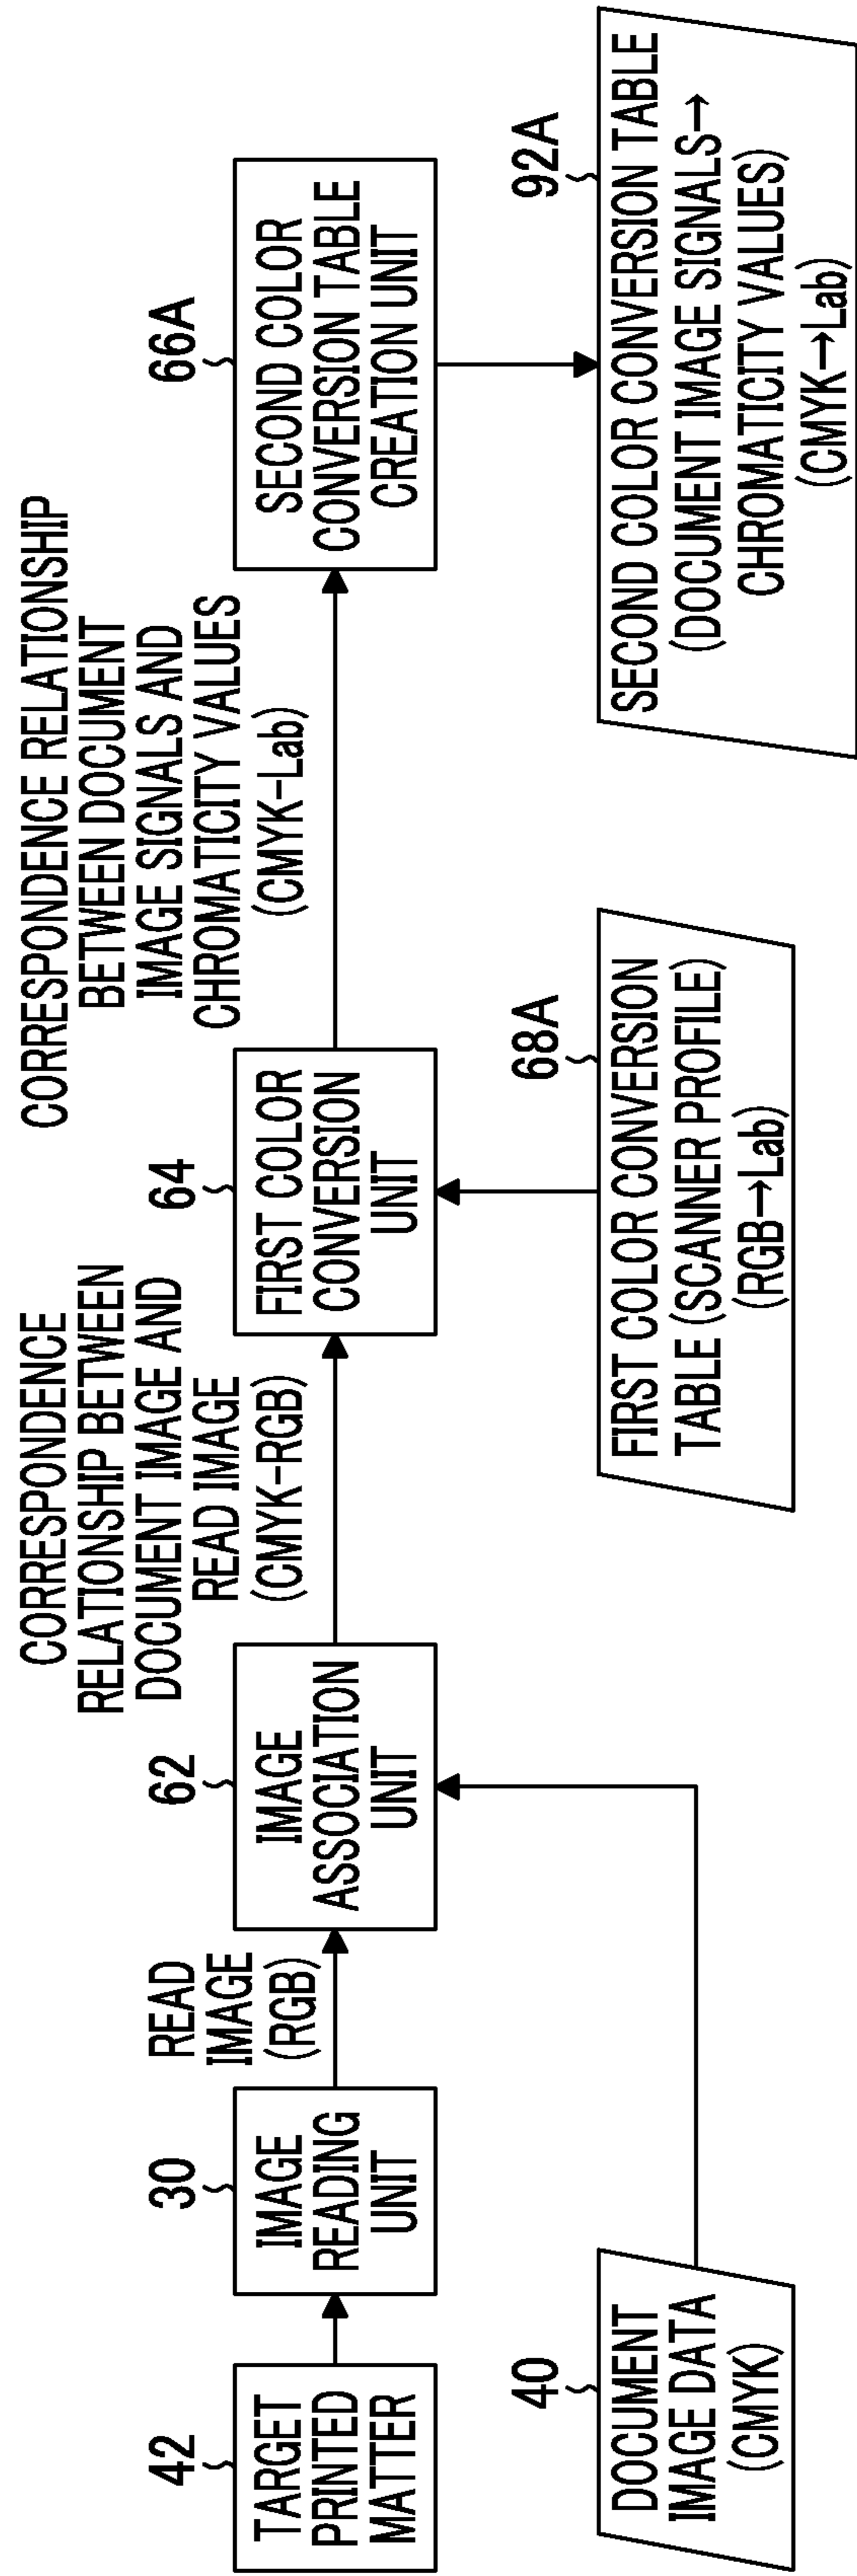 42
TARGET
PRINTED
MATTER
30
IMAGE
READING
UNIT
READ
IMAGE
(RGB)
40
DOCUMENT
IMAGE DATA
(CMYK)
62
IMAGE
ASSOCIATION
UNIT
CORRESPONDENCE
RELATIONSHIP BETWEEN
DOCUMENT IMAGE AND
READ IMAGE
(CMYK-RGB)
64
FIRST COLOR
CONVERSION
UNIT
68A
FIRST COLOR CONVERSION
TABLE (SCANNER PROFILE)
(RGB→Lab)
CORRESPONDENCE RELATIONSHIP
BETWEEN DOCUMENT
IMAGE SIGNALS AND
CHROMATICITY VALUES
(CMYK-Lab)
66A
SECOND COLOR
CONVERSION TABLE
CREATION UNIT
92A
SECOND COLOR CONVERSION TABLE
(DOCUMENT IMAGE SIGNALS→
CHROMATICITY VALUES)
(CMYK→Lab)